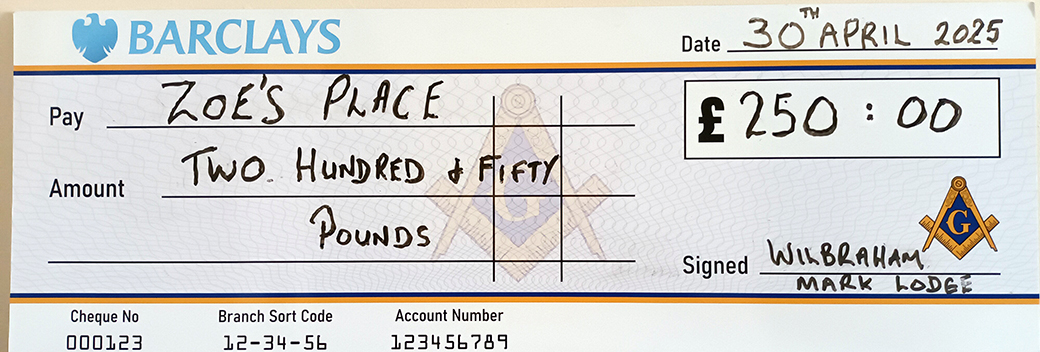 BARCLAYS
Date 30TH APRIL 2025
Pay ZOE'S PLACE
£ 250 : 00
Amount TWO HUNDRED & FIFTY
POUNDS
G
G
Signed WILBRAHAM
MARK LODGE
Cheque No Branch Sort Code Account Number
000123 12-34-56 123456789